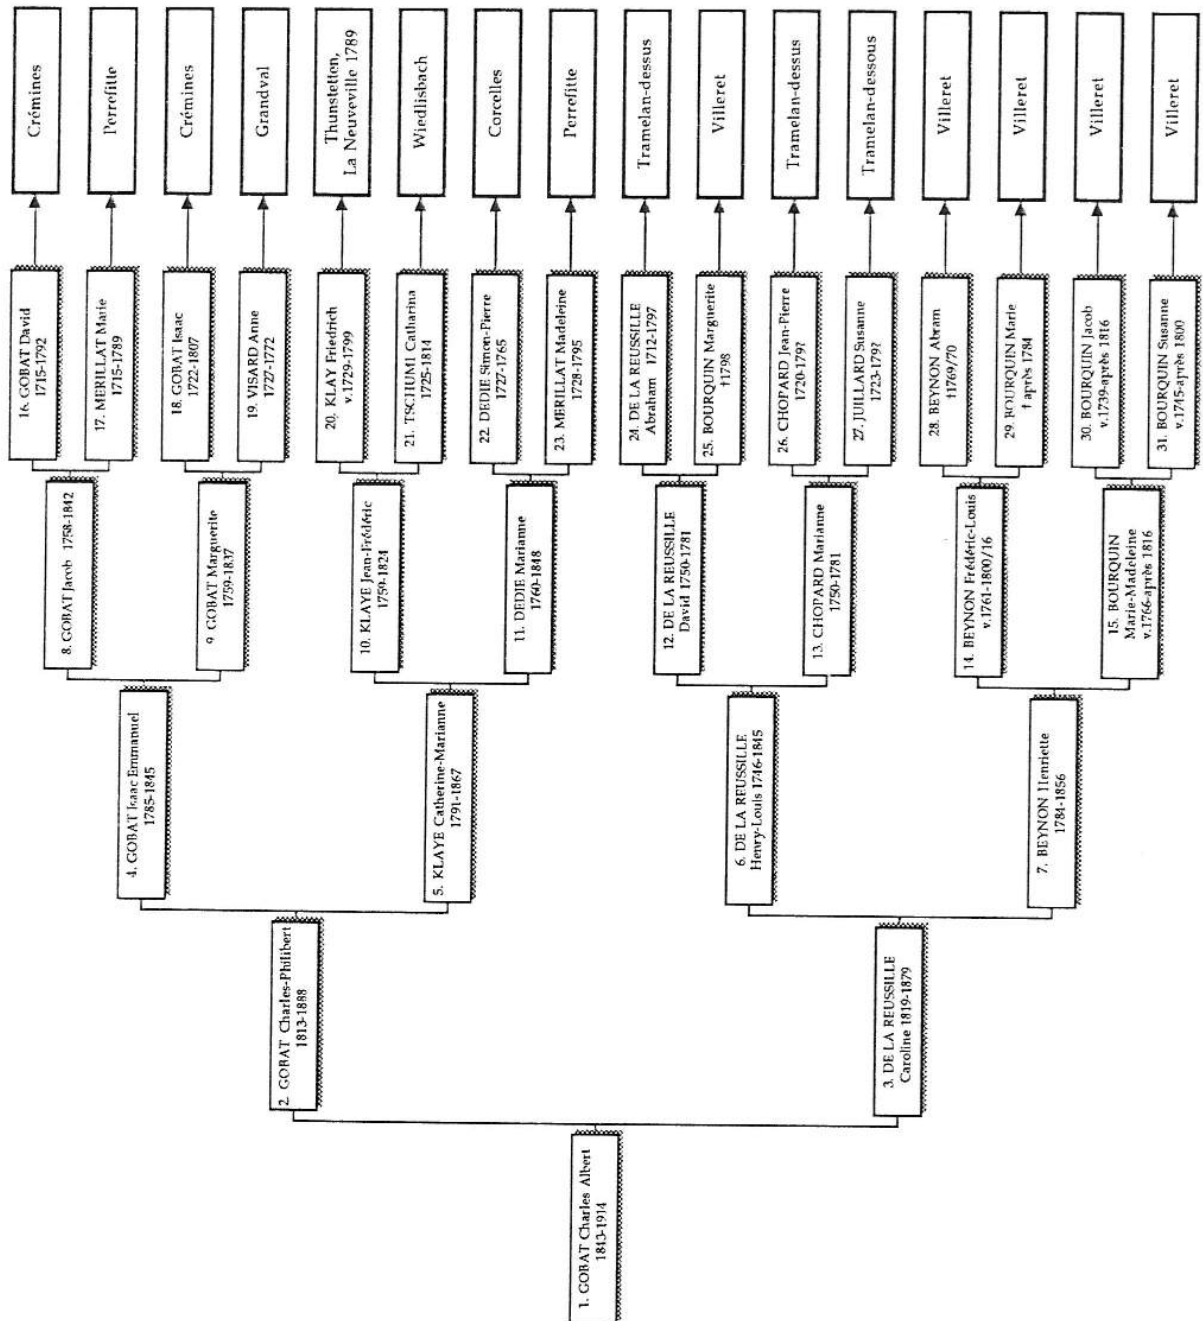 1. GOBAT Charles Albert
1843-1914
2. GOBAT Charles-Philibert
1813-1888
3. DE LA REUSSILLE
Caroline 1819-1879
4. GOBAT Isaac Emmanuel
1785-1845
5. KLAYE Catherine-Marianne
1791-1867
6. DE LA REUSSILLE
Henry-Louis 1746-1845
7. BEYNON Henriette
1784-1856
8. GOBAT Jacob 1758-1842
9. GOBAT Marguerite
1759-1837
10. KLAYE Jean-Frédéric
1759-1824
11. DEDIE Marianne
1760-1848
12. DE LA REUSSILLE
David 1750-1781
13. CHOPARD Marianne
1750-1781
14. BEYNON Frédéric-Louis
v.1761-1800/16
15. BOURQUIN
Marie-Madeleine
v.1766-après 1816
16. GOBAT David
1715-1792
17. MERILLAT Marie
1715-1789
18. GOBAT Isaac
1722-1807
19. VISARD Anne
1727-1772
20. KLAY Friedrich
v.1729-1799
21. TSCHUMI Catharina
1725-1814
22. DEDIE Simon-Pierre
1727-1765
23. MERILLAT Madeleine
1728-1795
24. DE LA REUSSILLE
Abraham 1712-1797
25. BOURQUIN Marguerite
†1798
26. CHOPARD Jean-Pierre
1720-179?
27. JUILLARD Susanne
1723-179?
28. BEYNON Abram
†1769/70
29. BOURQUIN Marie
† après 1784
30. BOURQUIN Jacob
v.1739-après 1816
31. BOURQUIN Susanne
v.1745-après 1800
Crémines
Perrefitte
Crémines
Grandval
Thunstetten,
La Neuveville 1789
Wiedlisbach
Corcelles
Perrefitte
Tramelan-dessus
Villeret
Tramelan-dessus
Tramelan-dessous
Villeret
Villeret
Villeret
Villeret